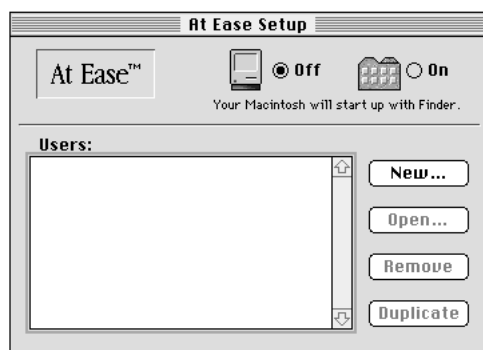 At Ease Setup
At Ease™
Off
On
Your Macintosh will start up with Finder.
Users:
New...
Open...
Remove
Duplicate